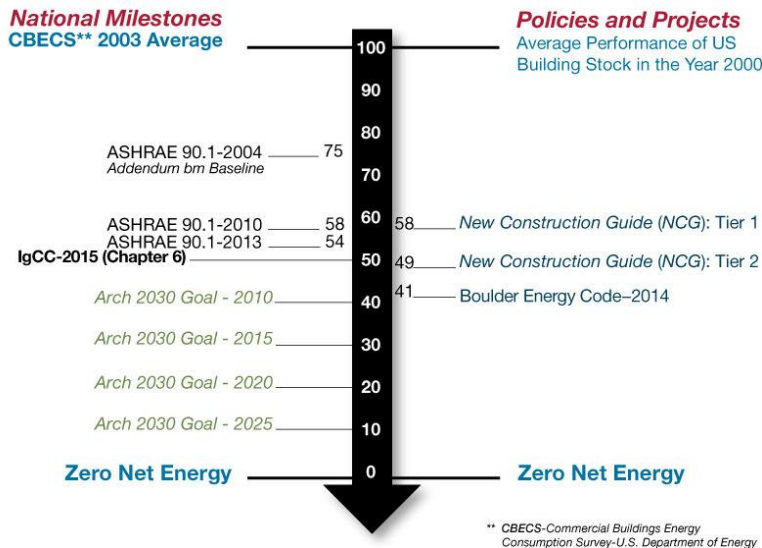 National Milestones
CBECS** 2003 Average
Policies and Projects
Average Performance of US
Building Stock in the Year 2000
100
90
80
ASHRAE 90.1-2004 75
Addendum bm Baseline
70
60
ASHRAE 90.1-2010 58
58 New Construction Guide (NCG): Tier 1
ASHRAE 90.1-2013 54
IgCC-2015 (Chapter 6)
50
49 New Construction Guide (NCG): Tier 2
41 Boulder Energy Code–2014
Arch 2030 Goal - 2010
40
Arch 2030 Goal - 2015
30
Arch 2030 Goal - 2020
20
Arch 2030 Goal - 2025
10
Zero Net Energy
0
Zero Net Energy
** CBECS-Commercial Buildings Energy
Consumption Survey-U.S. Department of Energy